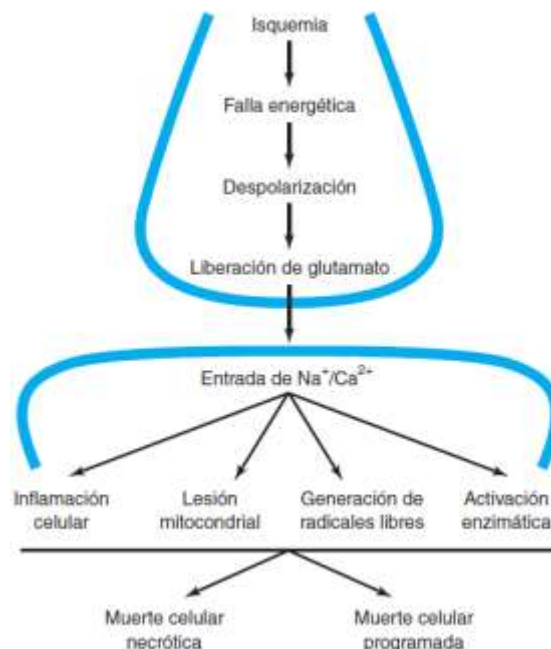 Isquemia
Falla energética
Despolarización
Liberación de glutamato
Entrada de Na⁺/Ca²⁺
Inflamación
celular
Lesión
mitocondrial
Generación de
radicales libres
Activación
enzimática
Muerte celular
necrótica
Muerte celular
programada